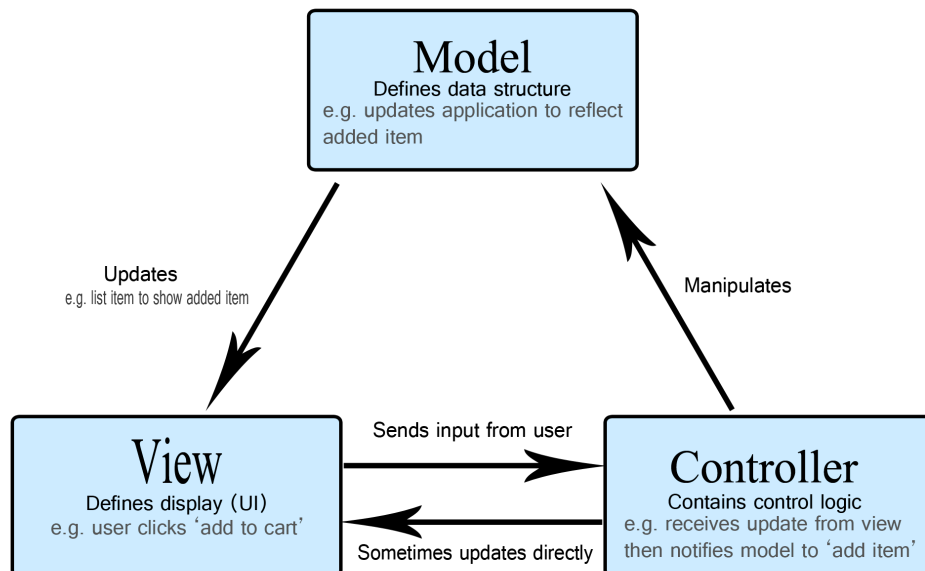 Model
Defines data structure
e.g. updates application to reflect
added item
Updates
e.g. list item to show added item
Manipulates
View
Defines display (UI)
e.g. user clicks ‘add to cart’
Sends input from user
Sometimes updates directly
Controller
Contains control logic
e.g. receives update from view
then notifies model to ‘add item’